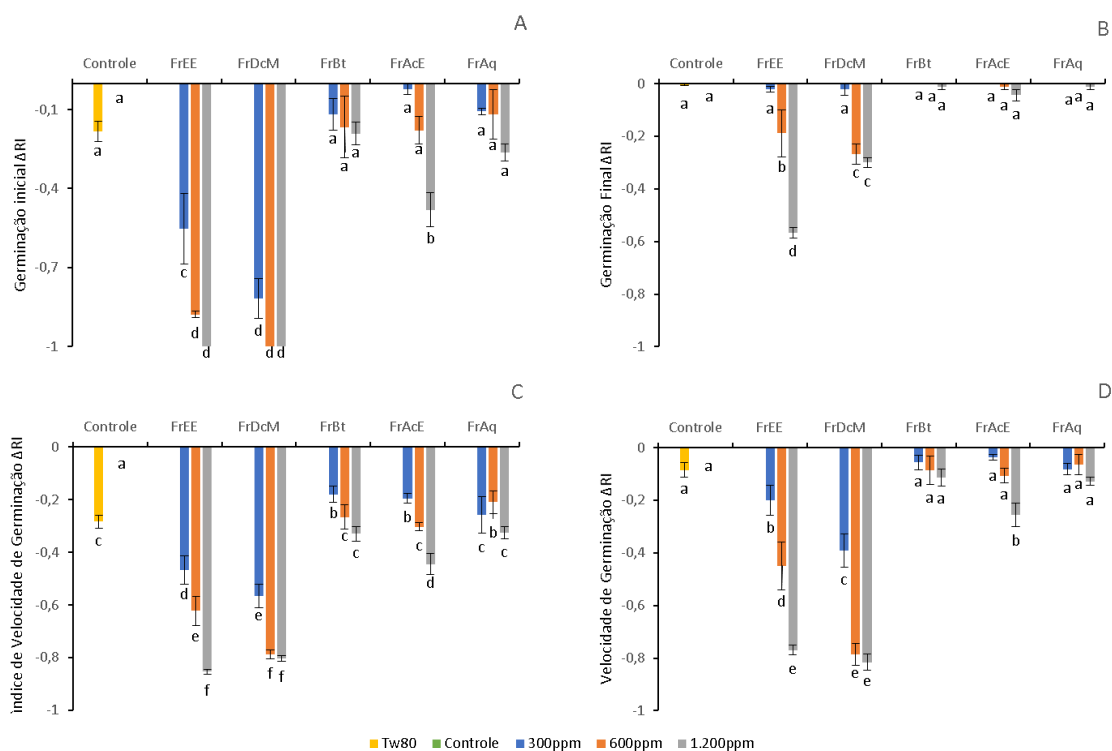 A
Controle FrEE FrDcM FrBt FrAcE FrAq
Germinação inicial ΔRI
-0,1
-0,4
-0,7
-1
a a c d d d d d a a a a a b a a a
B
Controle FrEE FrDcM FrBt FrAcE FrAq
Germinação Final ΔRI
0
-0,2
-0,4
-0,6
-0,8
-1
a a a b d a c c a a a a a a a a a
C
Controle FrEE FrDcM FrBt FrAcE FrAq
Índice de Velocidade de Germinação ΔRI
0
-0,2
-0,4
-0,6
-0,8
-1
c a d e f e f f b c c b c d c b c
D
Controle FrEE FrDcM FrBt FrAcE FrAq
Velocidade de Germinação ΔRI
0
-0,2
-0,4
-0,6
-0,8
-1
a a b d e c e e a a a a a b a a a
Tw80 Controle 300ppm 600ppm 1.200ppm